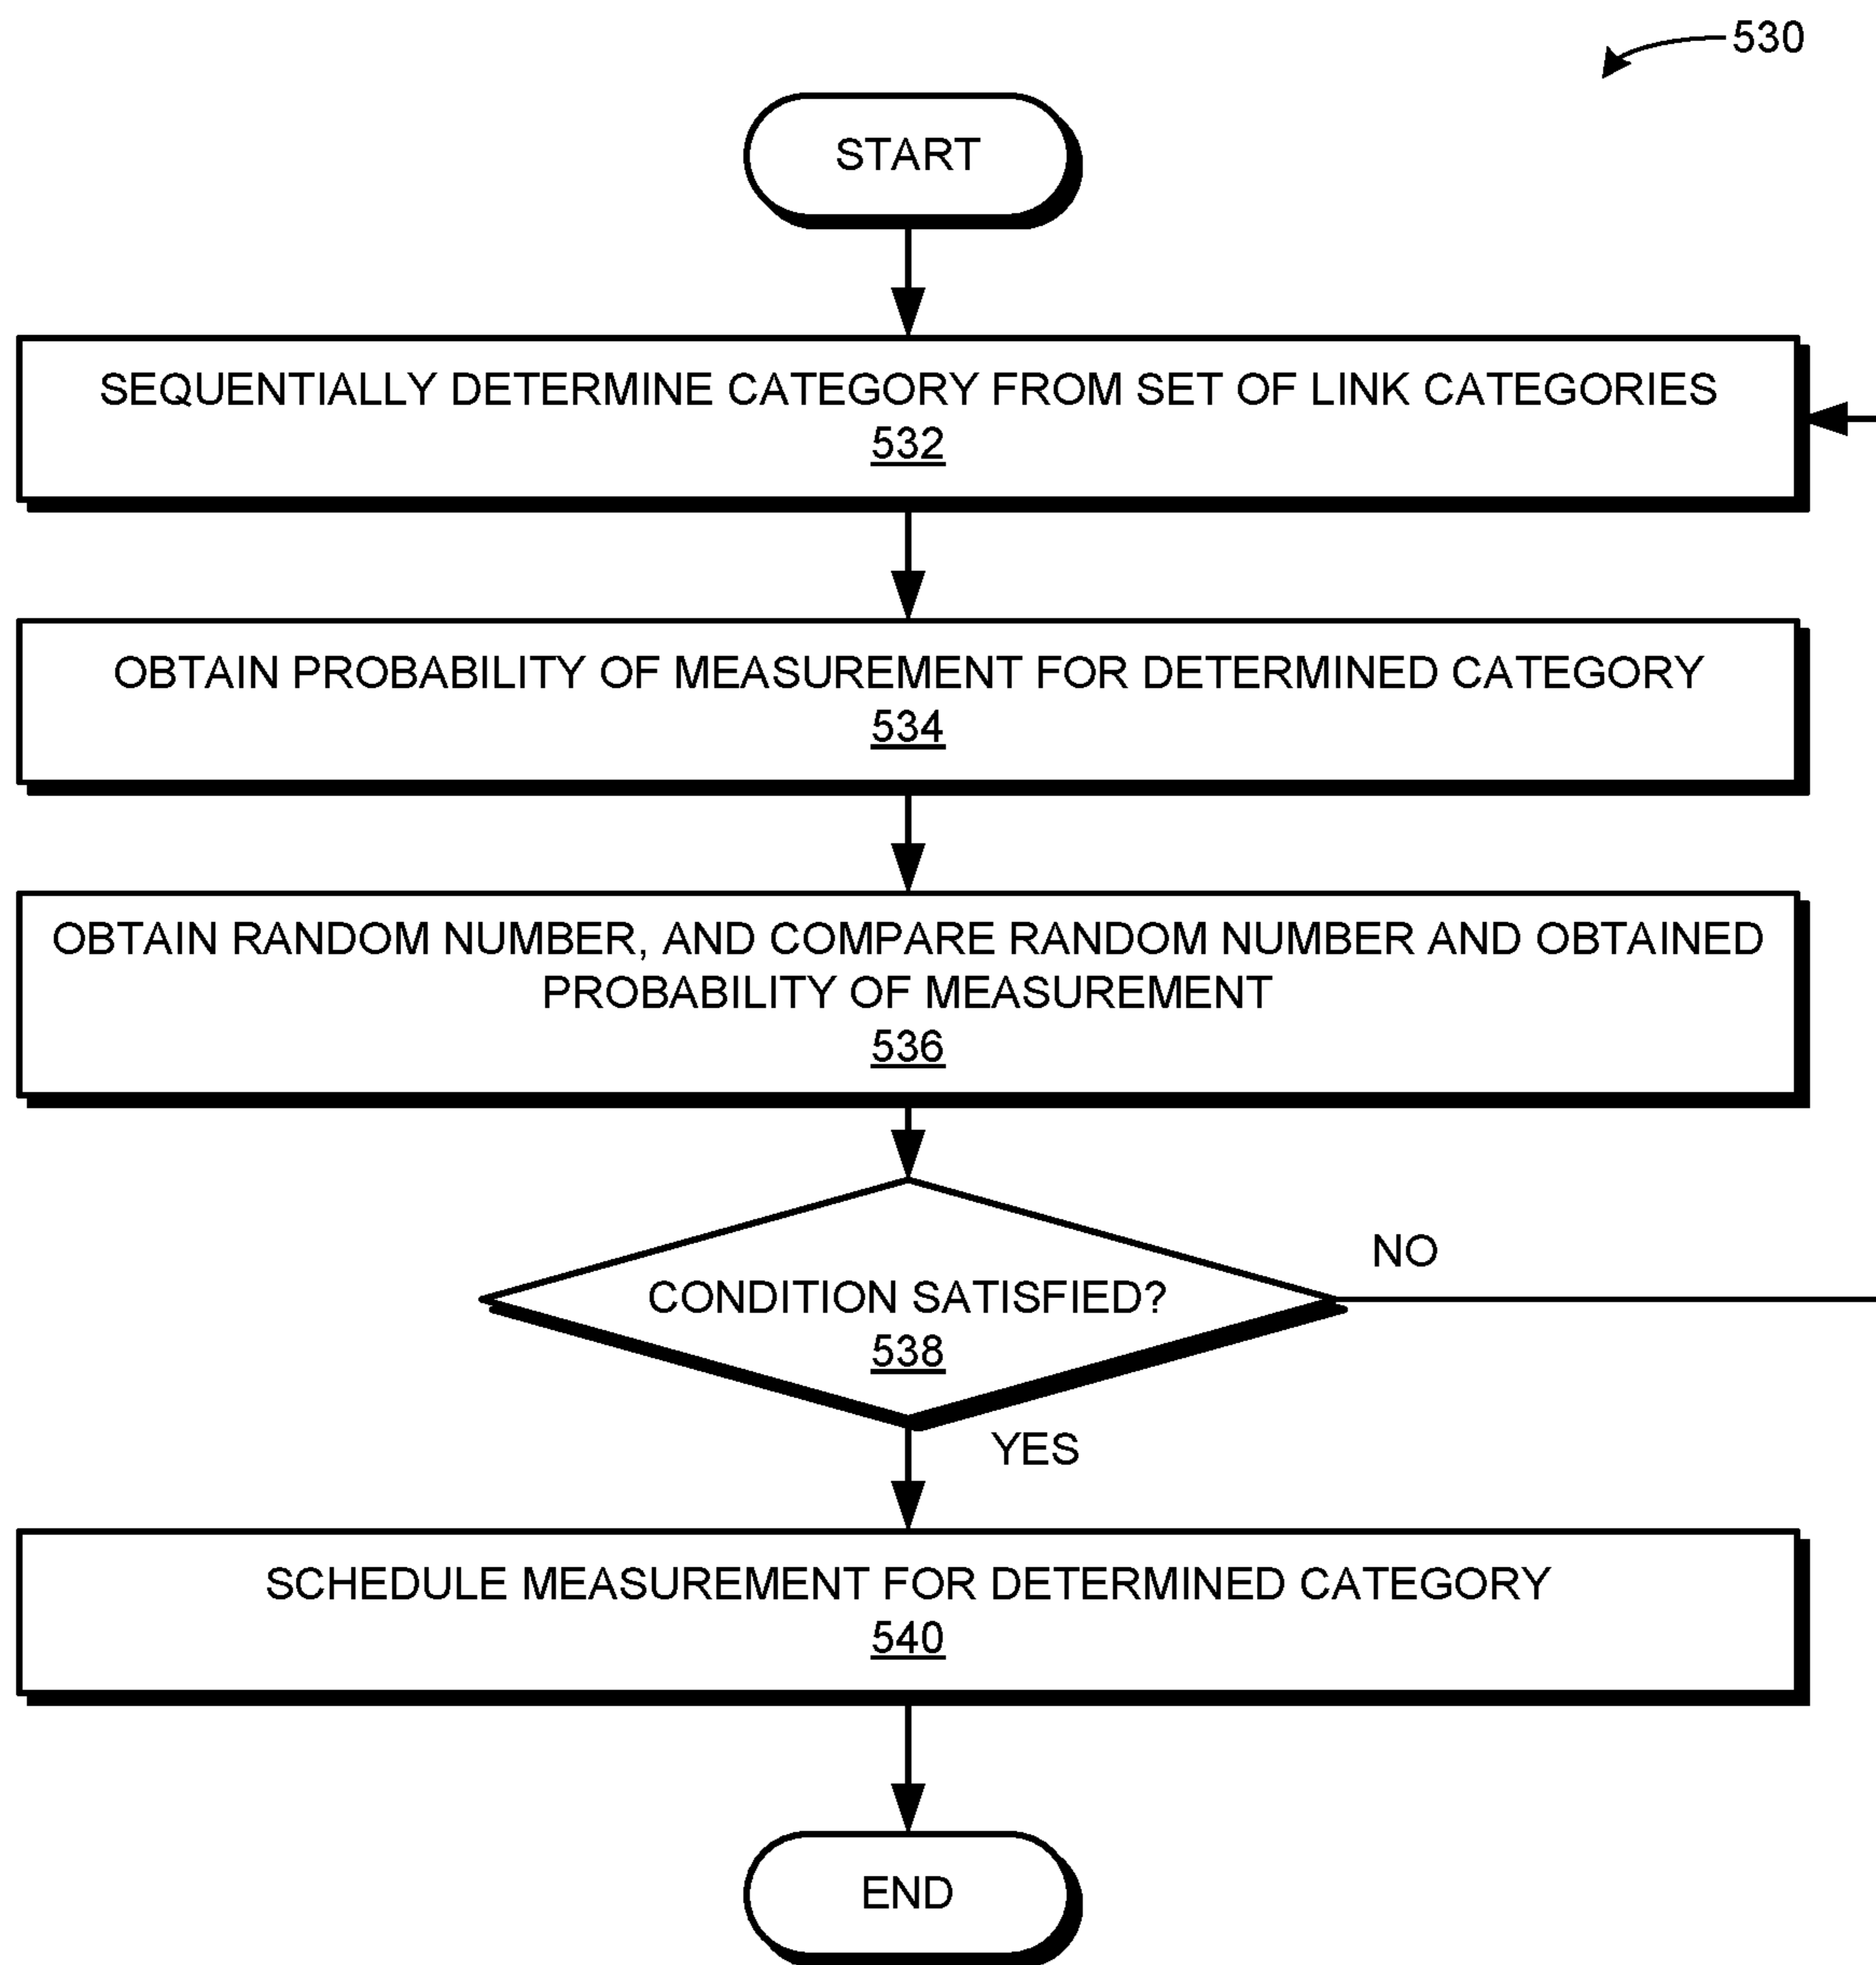 530
START
SEQUENTIALLY DETERMINE CATEGORY FROM SET OF LINK CATEGORIES
532
OBTAIN PROBABILITY OF MEASUREMENT FOR DETERMINED CATEGORY
534
OBTAIN RANDOM NUMBER, AND COMPARE RANDOM NUMBER AND OBTAINED
PROBABILITY OF MEASUREMENT
536
NO
CONDITION SATISFIED?
538
YES
SCHEDULE MEASUREMENT FOR DETERMINED CATEGORY
540
END